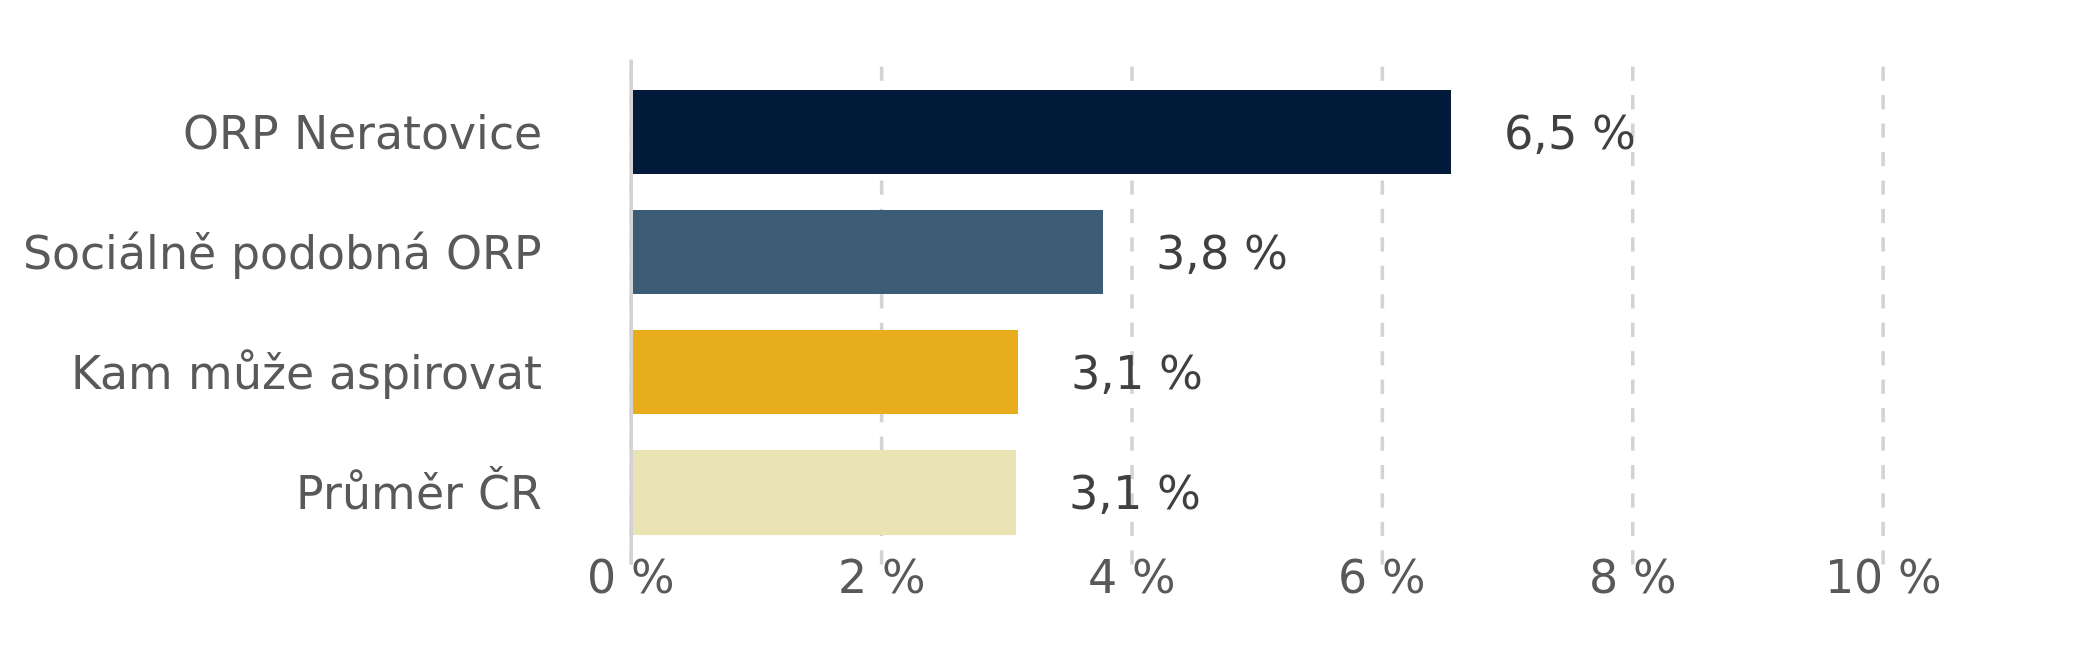 ORP Neratovice 6,5 %
Sociálně podobná ORP 3,8 %
Kam může aspirovat 3,1 %
Průměr ČR 3,1 %
0 % 2 % 4 % 6 % 8 % 10 %